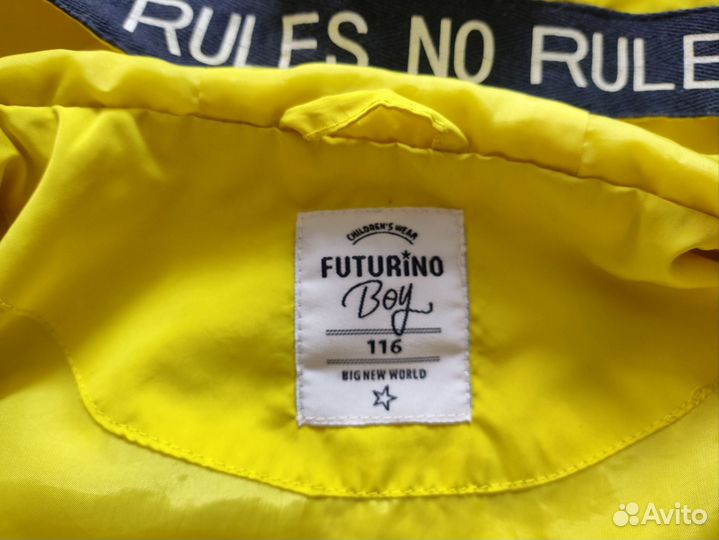 RULES NO RULE
CHILDREN'S WEAR
FUTURiNO
Boy
116
BIG NEW WORLD
Avito